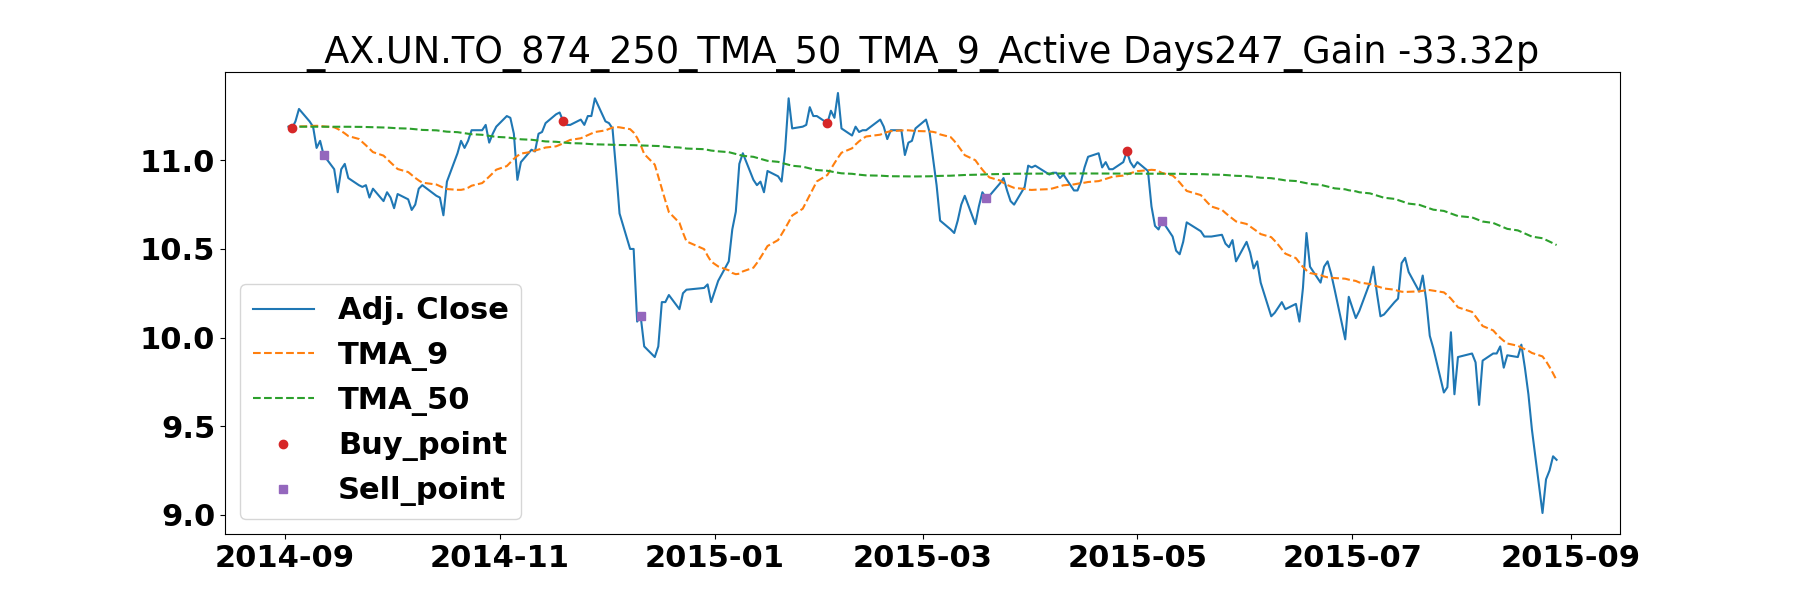 _AX.UN.TO_874_250_TMA_50_TMA_9_Active Days247_Gain -33.32p
11.0
10.5
10.0
9.5
9.0
Adj. Close
TMA_9
TMA_50
Buy_point
Sell_point
2014-09 2014-11 2015-01 2015-03 2015-05 2015-07 2015-09